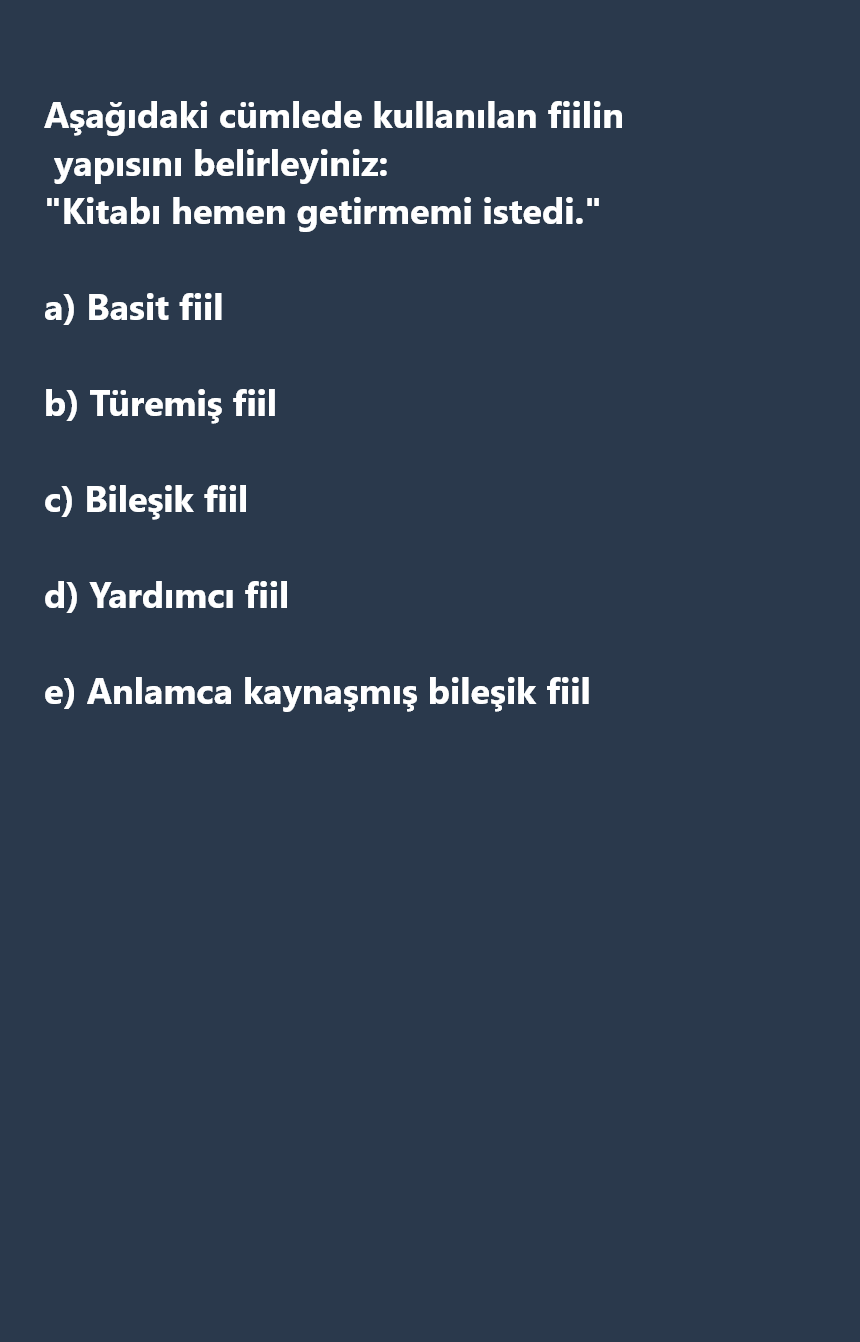 Aşağıdaki cümlede kullanılan fiilin
yapısını belirleyiniz:
"Kitabı hemen getirmemi istedi."
a) Basit fiil
b) Türemiş fiil
c) Bileşik fiil
d) Yardımcı fiil
e) Anlamca kaynaşmış bileşik fiil